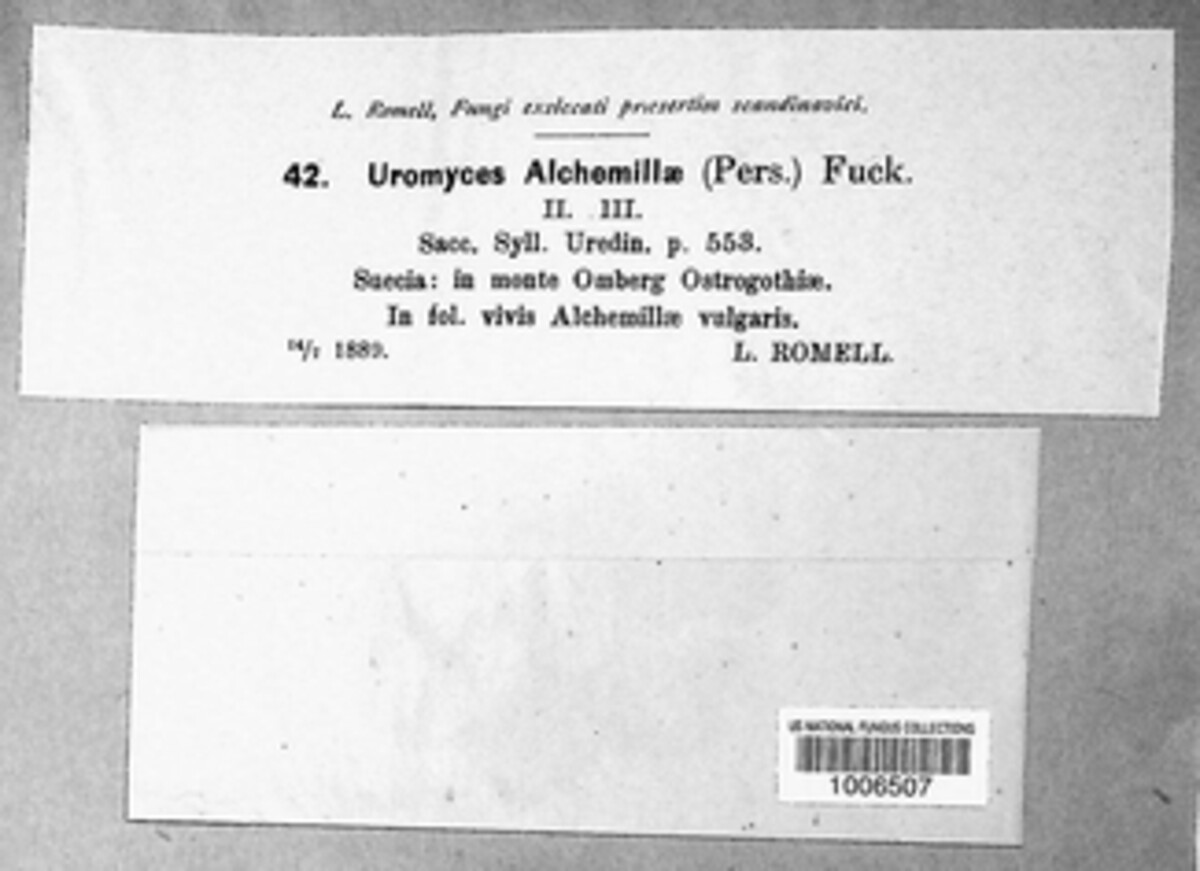 L. Romell, Fungi exsiccati præsertim scandinavici.
42. Uromyces Alchemillæ (Pers.) Fuck.
II. III.
Sacc. Syll. Uredin. p. 553.
Suecia: in monte Omberg Ostrogothiæ.
In fol. vivis Alchemillæ vulgaris.
1889. L. ROMELL.
US NATIONAL FUNGUS COLLECTIONS
1006507